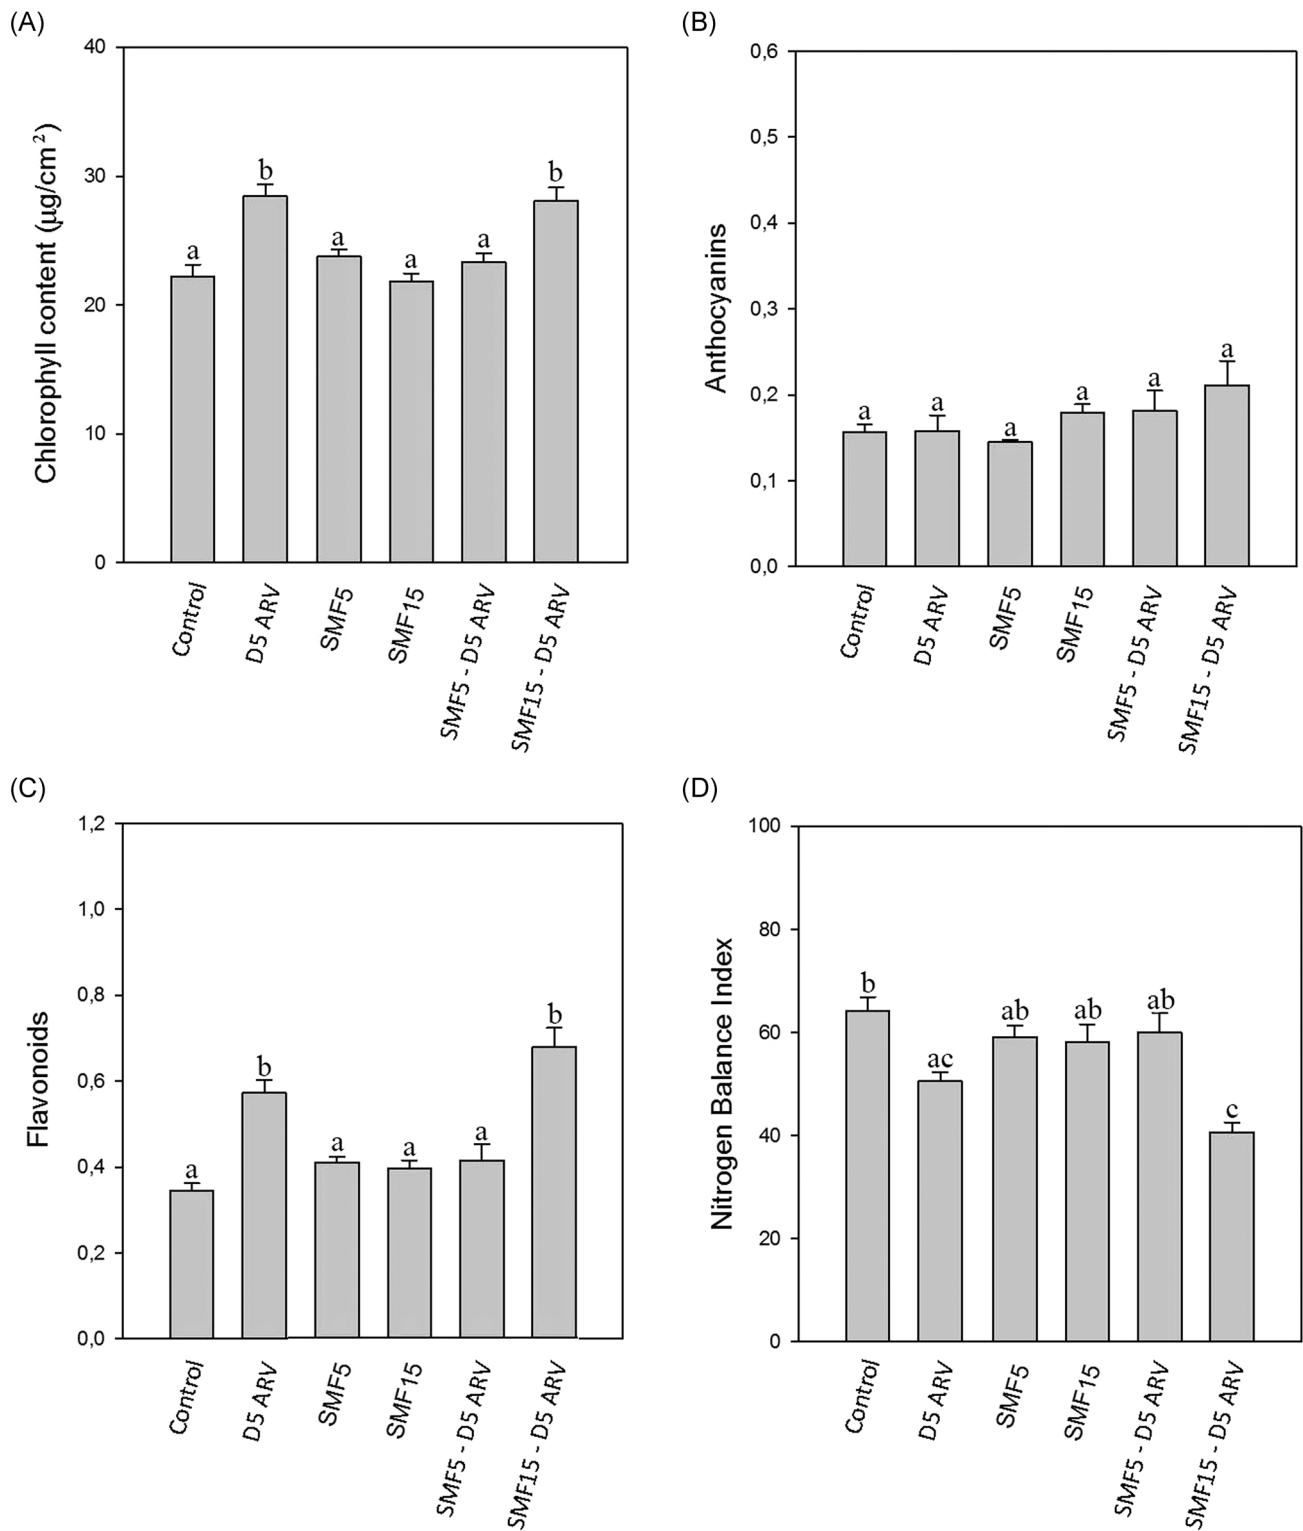 (A)
Chlorophyll content (µg/cm²)
40
30
20
10
0
a
b
a
a
a
b
Control
D5 ARV
SMF5
SMF15
SMF5 - D5 ARV
SMF15 - D5 ARV
(B)
Anthocyanins
0,6
0,5
0,4
0,3
0,2
0,1
0,0
a
a
a
a
a
a
Control
D5 ARV
SMF5
SMF15
SMF5 - D5 ARV
SMF15 - D5 ARV
(C)
Flavonoids
1,2
1,0
0,8
0,6
0,4
0,2
0,0
a
b
a
a
a
b
Control
D5 ARV
SMF5
SMF15
SMF5 - D5 ARV
SMF15 - D5 ARV
(D)
Nitrogen Balance Index
100
80
60
40
20
0
b
ac
ab
ab
ab
c
Control
D5 ARV
SMF5
SMF15
SMF5 - D5 ARV
SMF15 - D5 ARV